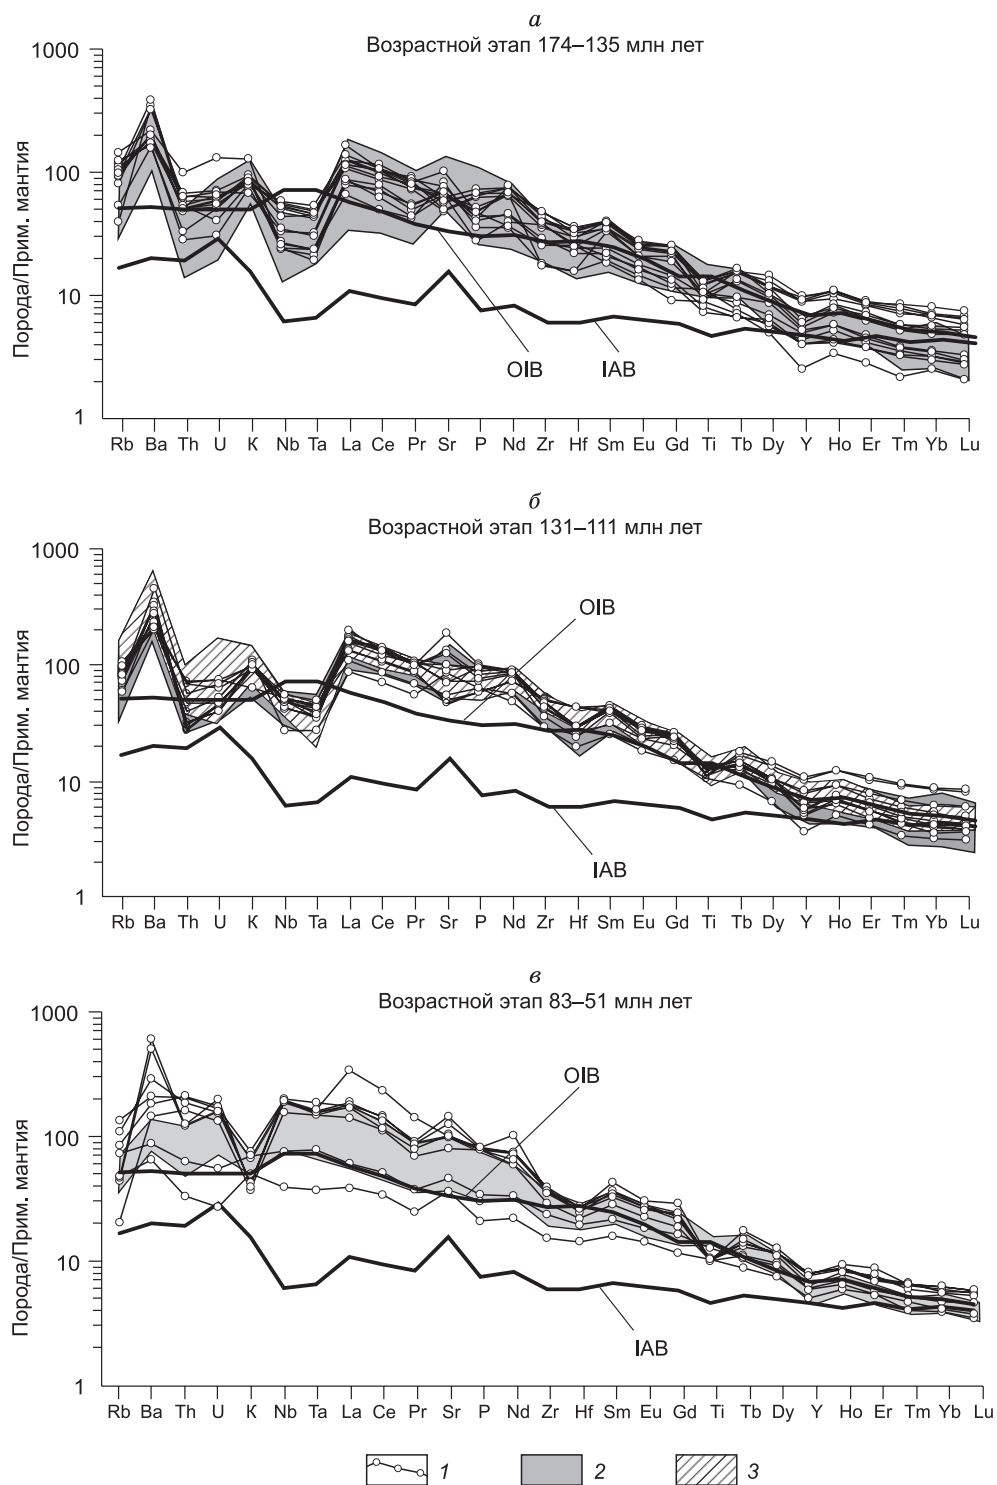 а
Возрастной этап 174–135 млн лет
1000
100
10
1
Порода/Прим. мантия
OIB
IAB
Rb Ba Th U K Nb Ta La Ce Pr Sr P Nd Zr Hf Sm Eu Gd Ti Tb Dy Y Ho Er Tm Yb Lu
б
Возрастной этап 131–111 млн лет
1000
100
10
1
Порода/Прим. мантия
OIB
IAB
Rb Ba Th U K Nb Ta La Ce Pr Sr P Nd Zr Hf Sm Eu Gd Ti Tb Dy Y Ho Er Tm Yb Lu
в
Возрастной этап 83–51 млн лет
1000
100
10
1
Порода/Прим. мантия
OIB
IAB
Rb Ba Th U K Nb Ta La Ce Pr Sr P Nd Zr Hf Sm Eu Gd Ti Tb Dy Y Ho Er Tm Yb Lu
1 2 3